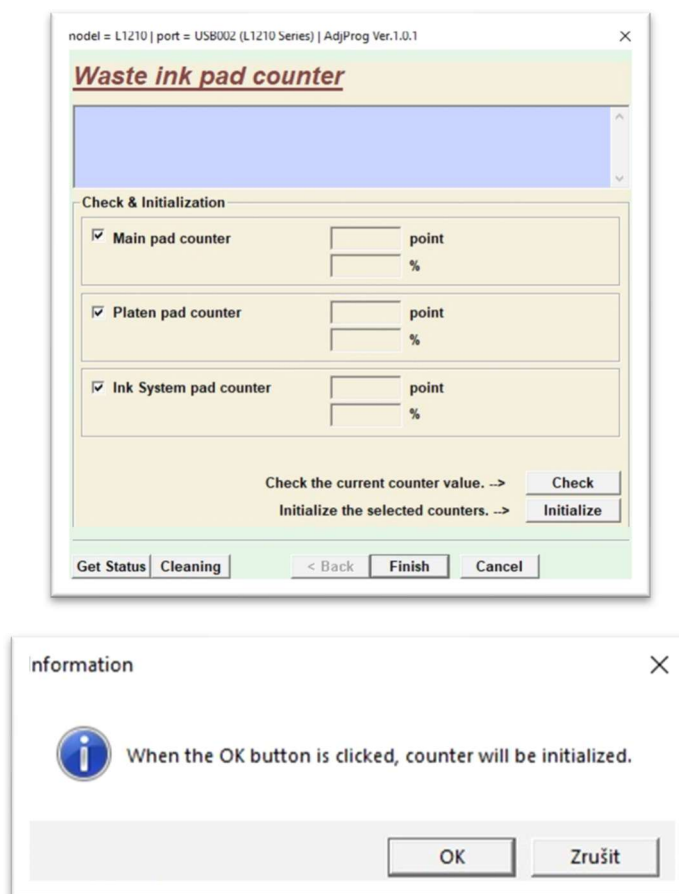 nodel = L1210 | port = USB002 (L1210 Series) | AdjProg Ver.1.0.1
Waste ink pad counter
Check & Initialization
Main pad counter point
%
Platen pad counter point
%
Ink System pad counter point
%
Check the current counter value. --> Check
Initialize the selected counters. --> Initialize
Get Status Cleaning < Back Finish Cancel
nformation
When the OK button is clicked, counter will be initialized.
OK Zrušit